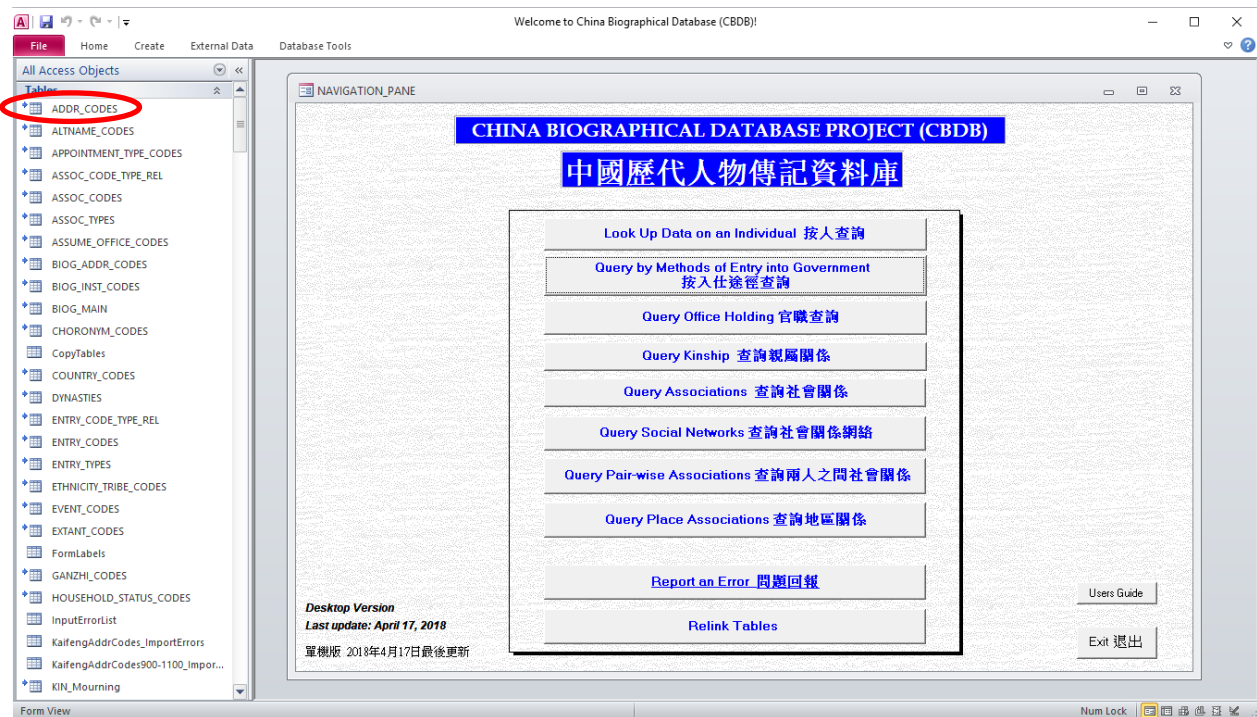 Welcome to China Biographical Database (CBDB)!
File Home Create External Data Database Tools
All Access Objects
Tables
ADDR_CODES
ALTNAME_CODES
APPOINTMENT_TYPE_CODES
ASSOC_CODE_TYPE_REL
ASSOC_CODES
ASSOC_TYPES
ASSUME_OFFICE_CODES
BIOG_ADDR_CODES
BIOG_INST_CODES
BIOG_MAIN
CHORONYM_CODES
CopyTables
COUNTRY_CODES
DYNASTIES
ENTRY_CODE_TYPE_REL
ENTRY_CODES
ENTRY_TYPES
ETHNICITY_TRIBE_CODES
EVENT_CODES
EXTANT_CODES
FormLabels
GANZHI_CODES
HOUSEHOLD_STATUS_CODES
InputErrorList
KaifengAddrCodes_ImportErrors
KaifengAddrCodes900-1100_Impor...
KIN_Mourning
NAVIGATION_PANE
CHINA BIOGRAPHICAL DATABASE PROJECT (CBDB)
中國歷代人物傳記資料庫
Look Up Data on an Individual 按人查詢
Query by Methods of Entry into Government
按入仕途徑查詢
Query Office Holding 官職查詢
Query Kinship 查詢親屬關係
Query Associations 查詢社會關係
Query Social Networks 查詢社會關係網絡
Query Pair-wise Associations 查詢兩人之間社會關係
Query Place Associations 查詢地區關係
Report an Error 問題回報
Relink Tables
Desktop Version
Last update: April 17, 2018
單機版 2018年4月17日最後更新
Users Guide
Exit 退出
Form View
Num Lock